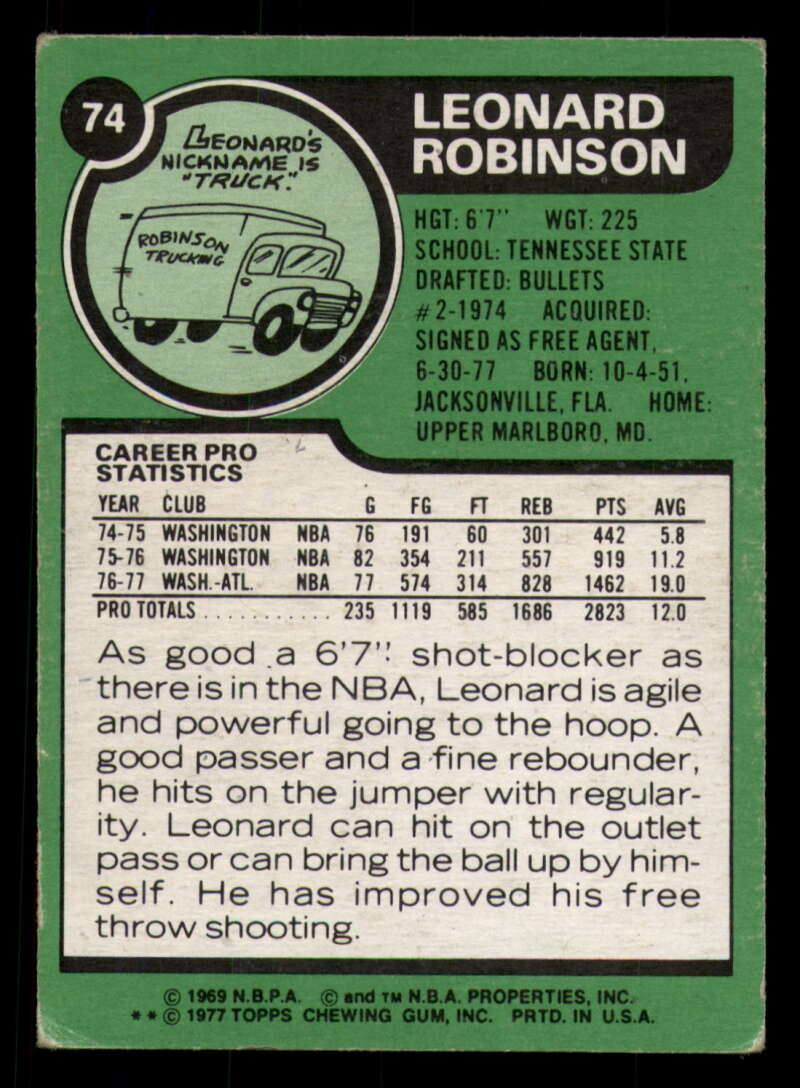 74
LEONARD'S
NICKNAME IS
"TRUCK."
ROBINSON
TRUCKING
LEONARD
ROBINSON
HGT: 6'7" WGT: 225
SCHOOL: TENNESSEE STATE
DRAFTED: BULLETS
#2-1974 ACQUIRED:
SIGNED AS FREE AGENT,
6-30-77 BORN: 10-4-51,
JACKSONVILLE, FLA. HOME:
UPPER MARLBORO, MD.
CAREER PRO
STATISTICS
YEAR CLUB G FG FT REB PTS AVG
74-75 WASHINGTON NBA 76 191 60 301 442 5.8
75-76 WASHINGTON NBA 82 354 211 557 919 11.2
76-77 WASH.-ATL. NBA 77 574 314 828 1462 19.0
PRO TOTALS . . . . . . . . . . . 235 1119 585 1686 2823 12.0
As good a 6'7" shot-blocker as
there is in the NBA, Leonard is agile
and powerful going to the hoop. A
good passer and a fine rebounder,
he hits on the jumper with regular-
ity. Leonard can hit on the outlet
pass or can bring the ball up by him-
self. He has improved his free
throw shooting.
© 1969 N.B.P.A. © and TM N.B.A. PROPERTIES, INC.
**© 1977 TOPPS CHEWING GUM, INC. PRTD. IN U.S.A.